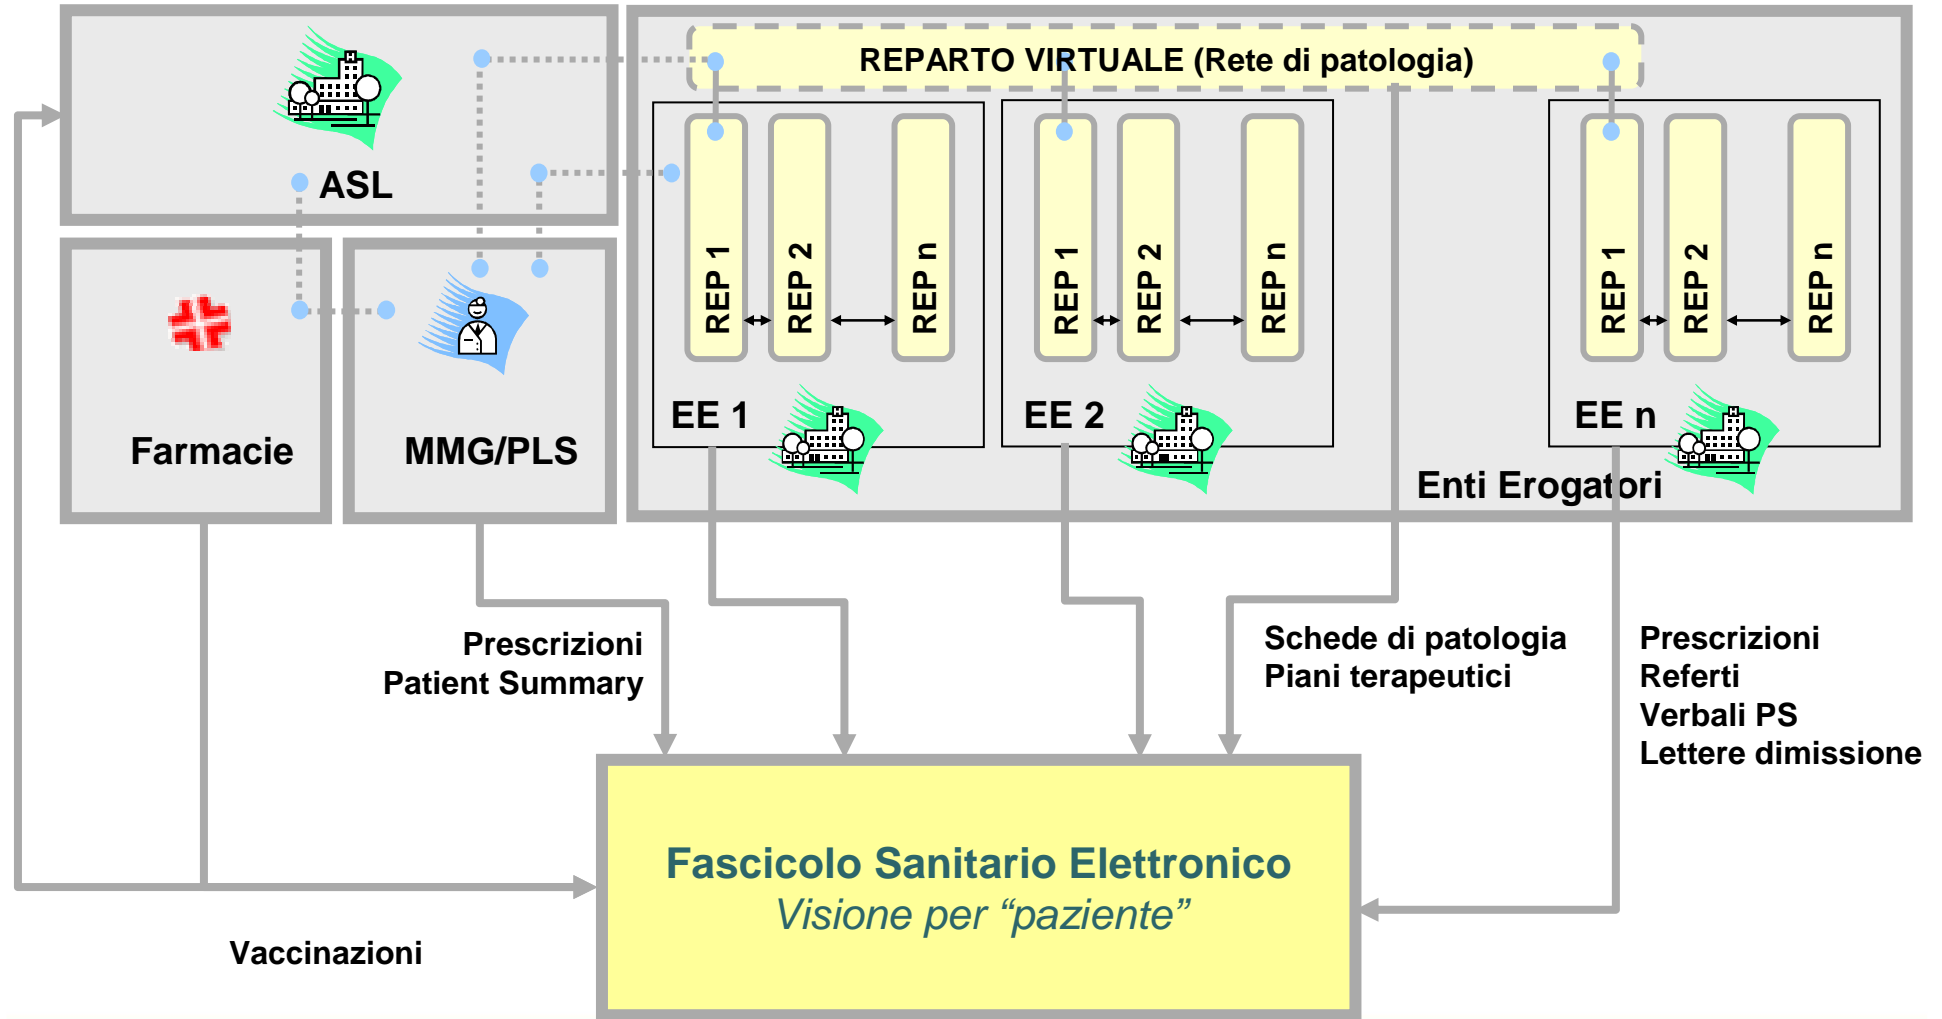 REPARTO VIRTUALE (Rete di patologia)
ASL
REP 1
REP 2
REP n
REP 1
REP 2
REP n
REP 1
REP 2
REP n
EE 1
EE 2
EE n
Farmacie
MMG/PLS
Enti Erogatori
Prescrizioni
Patient Summary
Schede di patologia
Piani terapeutici
Prescrizioni
Referti
Verbali PS
Lettere dimissione
Fascicolo Sanitario Elettronico
Visione per “paziente”
Vaccinazioni